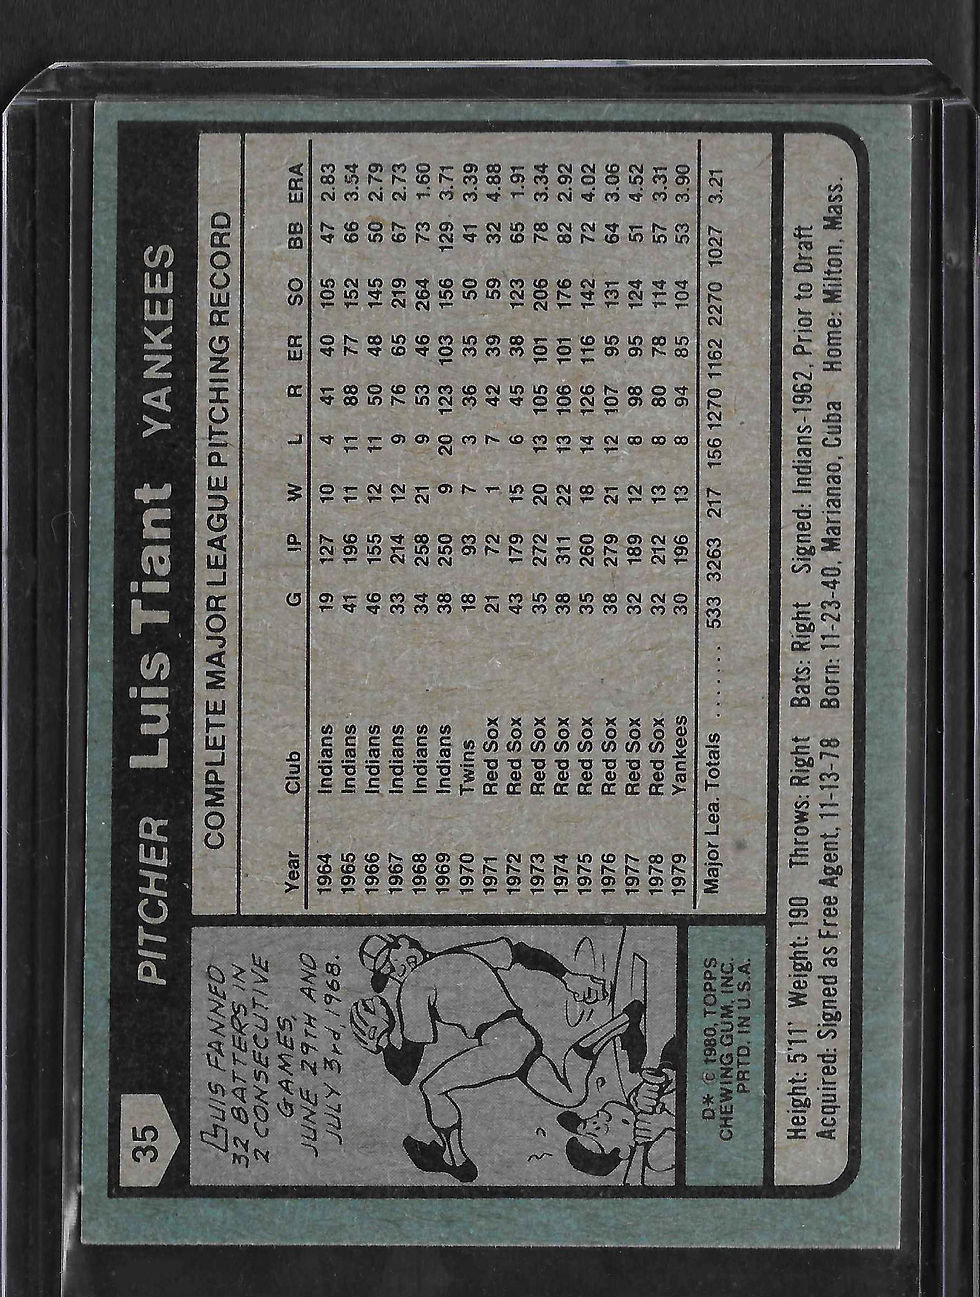 35
PITCHER Luis Tiant YANKEES
LUIS FANNED
32 BATTERS IN
2 CONSECUTIVE
GAMES,
JUNE 29TH AND
JULY 3rd, 1968.
D* © 1980, TOPPS
CHEWING GUM, INC.
PRTD. IN U.S.A.
COMPLETE MAJOR LEAGUE PITCHING RECORD
Year Club G IP W L R ER SO BB ERA
1964 Indians 19 127 10 4 41 40 105 47 2.83
1965 Indians 41 196 11 11 88 77 152 66 3.54
1966 Indians 46 155 12 11 50 48 145 50 2.79
1967 Indians 33 214 12 9 76 65 219 67 2.73
1968 Indians 34 258 21 9 53 46 264 73 1.60
1969 Indians 38 250 9 20 123 103 156 129 3.71
1970 Twins 18 93 7 3 36 35 50 41 3.39
1971 Red Sox 21 72 1 7 42 39 59 32 4.88
1972 Red Sox 43 179 15 6 45 38 123 65 1.91
1973 Red Sox 35 272 20 13 105 101 206 78 3.34
1974 Red Sox 38 311 22 13 106 101 176 82 2.92
1975 Red Sox 35 260 18 14 126 116 142 72 4.02
1976 Red Sox 38 279 21 12 107 95 131 64 3.06
1977 Red Sox 32 189 12 8 98 95 124 51 4.52
1978 Red Sox 32 212 13 8 80 78 114 57 3.31
1979 Yankees 30 196 13 8 94 85 104 53 3.90
Major Lea. Totals ....... 533 3263 217 156 1270 1162 2270 1027 3.21
Height: 5'11' Weight: 190 Throws: Right Bats: Right Signed: Indians-1962, Prior to Draft
Acquired: Signed as Free Agent, 11-13-78 Born: 11-23-40, Marianao, Cuba Home: Milton, Mass.